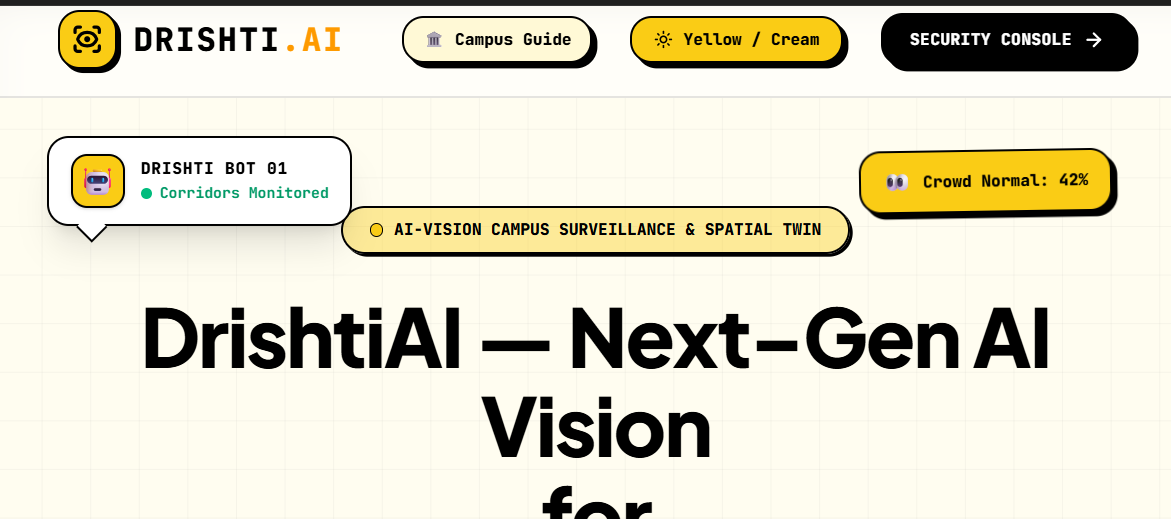 DRISHTI.AI
Campus Guide
Yellow / Cream
SECURITY CONSOLE →
DRISHTI BOT 01
Corridors Monitored
Crowd Normal: 42%
AI-VISION CAMPUS SURVEILLANCE & SPATIAL TWIN
DrishtiAI — Next-Gen AI
Vision
for